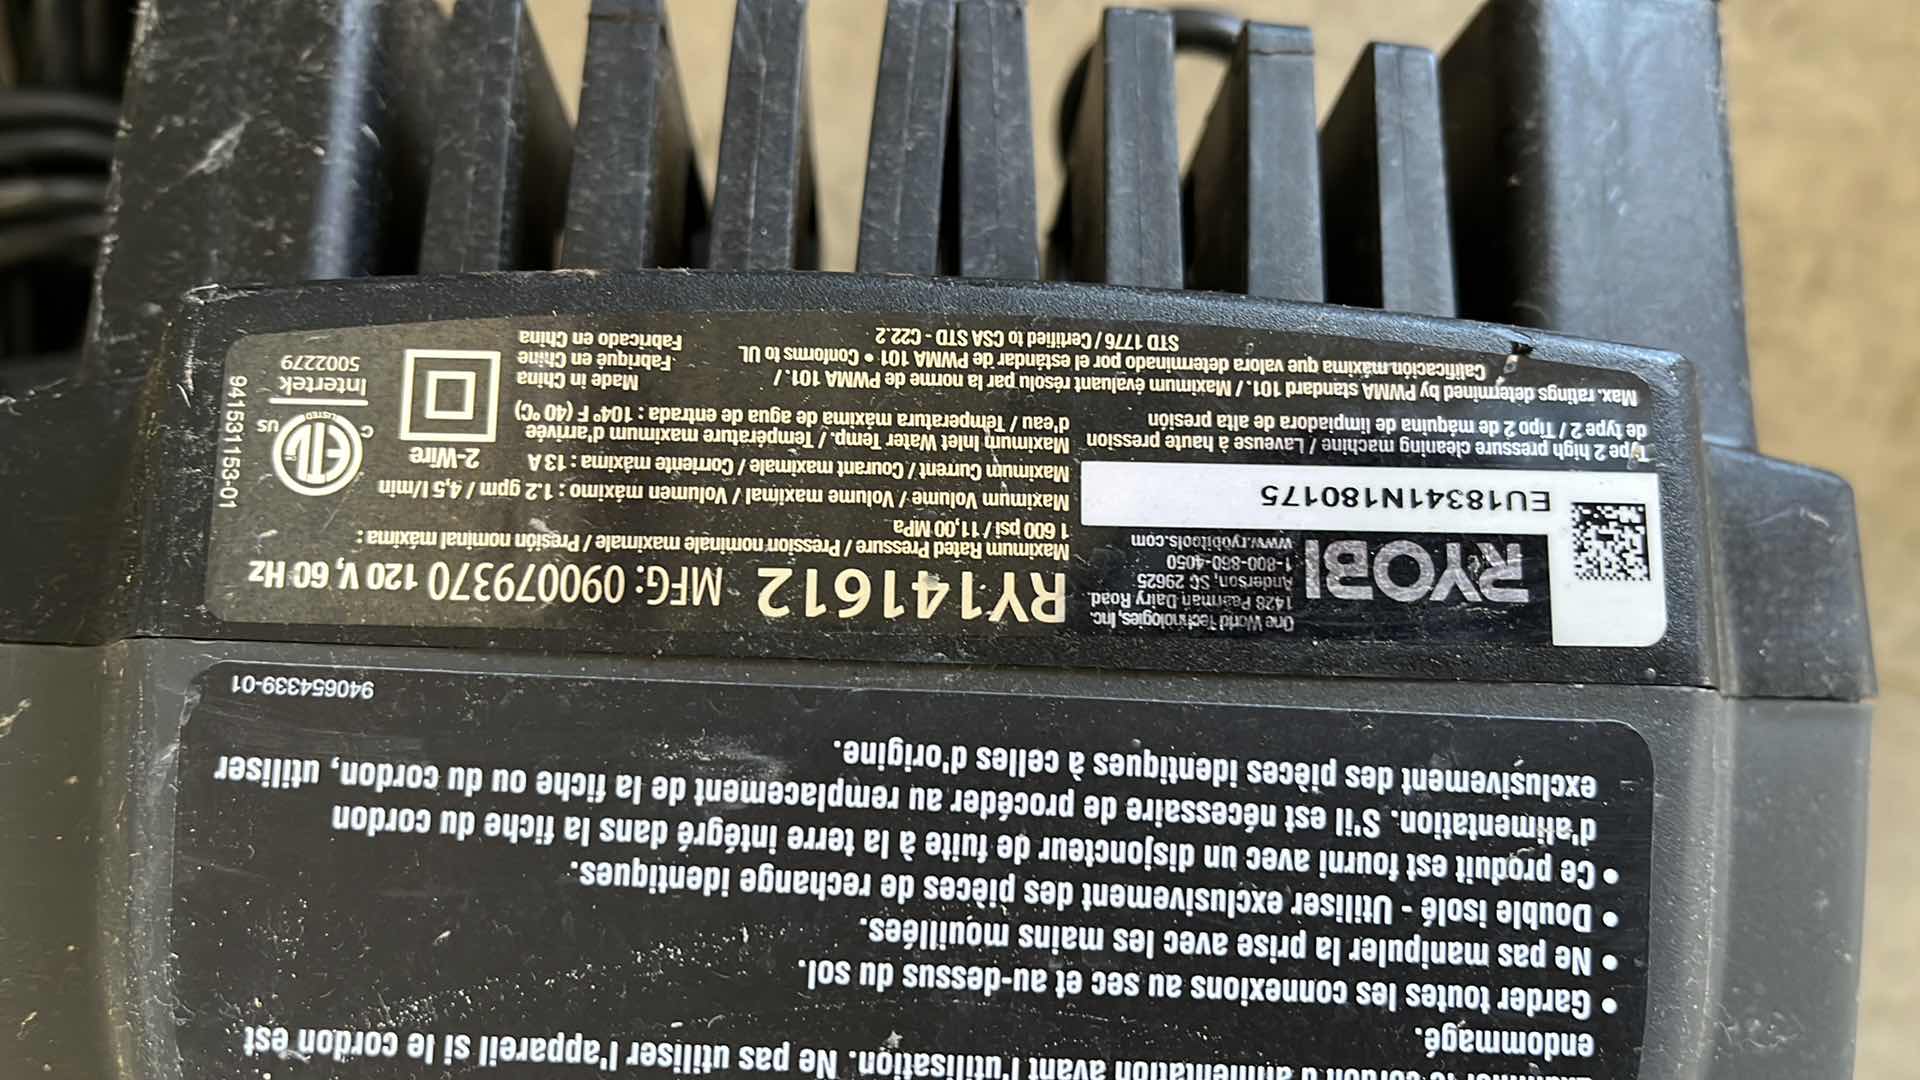 endommagé.
• Garder toutes les connexions au sec et au-dessus du sol.
• Ne pas manipuler la prise avec les mains mouillées.
• Double isolé - Utiliser exclusivement des pièces de rechange identiques.
• Ce produit est fourni avec un disjoncteur de fuite à la terre intégré dans la fiche du cordon
d'alimentation. S'il est nécessaire de procéder au remplacement de la fiche ou du cordon, utiliser
exclusivement des pièces identiques à celles d'origine.
940654339-01
RYOBI
One World Technologies, Inc.
1428 Pearman Dairy Road
Anderson, SC 29625
1-800-860-4050
www.ryobitools.com
EU18341N180175
Type 2 high pressure cleaning machine / Laveuse à haute pression
de type 2 / Tipo 2 de máquina de limpiadora de alta de presión
RY141612 MFG: 090079370 120 V, 60 Hz
Maximum Rated Pressure / Pression nominale maximale / Presión nominal máxima :
1 600 psi / 11,00 MPa
Maximum Volume / Volume maximal / Volumen máximo : 1.2 gpm / 4,5 l/min
Maximum Current / Courant maximale / Corriente máxima : 13 A
Maximum Inlet Water Temp. / Température maximum d'arrivée
d'eau / Temperatura máxima de agua de entrada : 104° F (40 °C)
Max. ratings determined by PWMA standard 101. / Maximum évaluant résolu par la norme de PWMA 101. /
Calificación máxima que valora determinado por el estándar de PWMA 101 • Conforms to UL
STD 1776 / Certified to CSA STD - C22.2
2-Wire
Made in China
Fabriqué en Chine
Fabricado en China
ETL
LISTED
C US
Intertek
5002279
941531153-01